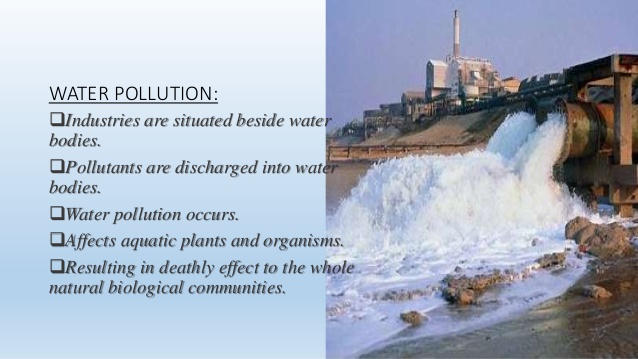 WATER POLLUTION:
❑Industries are situated beside water
bodies.
❑Pollutants are discharged into water
bodies.
❑Water pollution occurs.
❑Affects aquatic plants and organisms.
❑Resulting in deathly effect to the whole
natural biological communities.